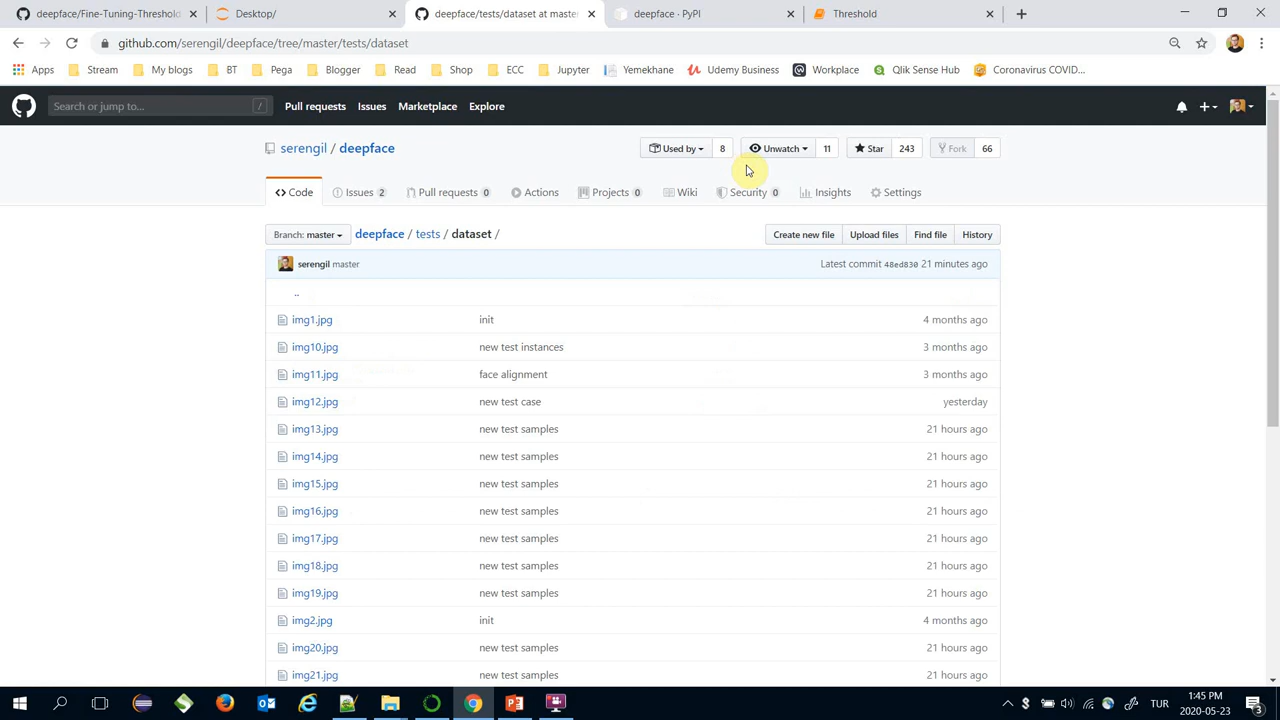 deepface/Fine-Tuning-Threshold
Desktop/
deepface/tests/dataset at master
deepface · PyPI
Threshold
github.com/serengil/deepface/tree/master/tests/dataset
Apps Stream My blogs BT Pega Blogger Read Shop ECC Jupyter Yemekhane Udemy Business Workplace Qlik Sense Hub Coronavirus COVID...
Search or jump to... / Pull requests Issues Marketplace Explore
serengil / deepface Used by 8 Unwatch 11 Star 243 Fork 66
Code Issues 2 Pull requests 0 Actions Projects 0 Wiki Security 0 Insights Settings
Branch: master deepface / tests / dataset / Create new file Upload files Find file History
serengil master Latest commit 48ed830 21 minutes ago
..
img1.jpg init 4 months ago
img10.jpg new test instances 3 months ago
img11.jpg face alignment 3 months ago
img12.jpg new test case yesterday
img13.jpg new test samples 21 hours ago
img14.jpg new test samples 21 hours ago
img15.jpg new test samples 21 hours ago
img16.jpg new test samples 21 hours ago
img17.jpg new test samples 21 hours ago
img18.jpg new test samples 21 hours ago
img19.jpg new test samples 21 hours ago
img2.jpg init 4 months ago
img20.jpg new test samples 21 hours ago
img21.jpg new test samples 21 hours ago
TUR
1:45 PM
2020-05-23
3